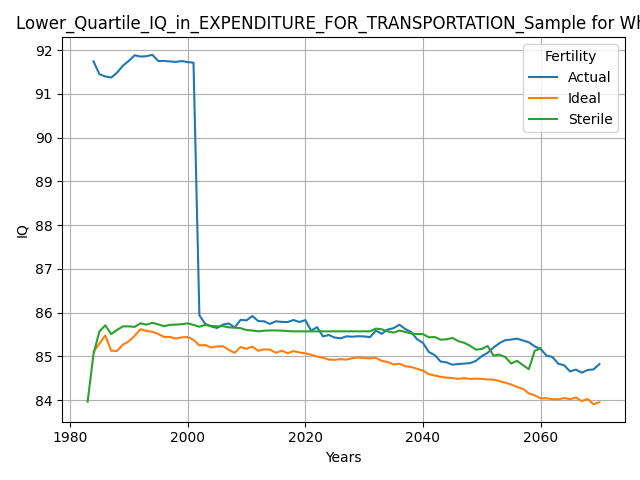 Lower_Quartile_IQ_in_EXPENDITURE_FOR_TRANSPORTATION_Sample for Wh
Fertility
Actual
Ideal
Sterile
IQ
92
91
90
89
88
87
86
85
84
1980
2000
2020
2040
2060
Years